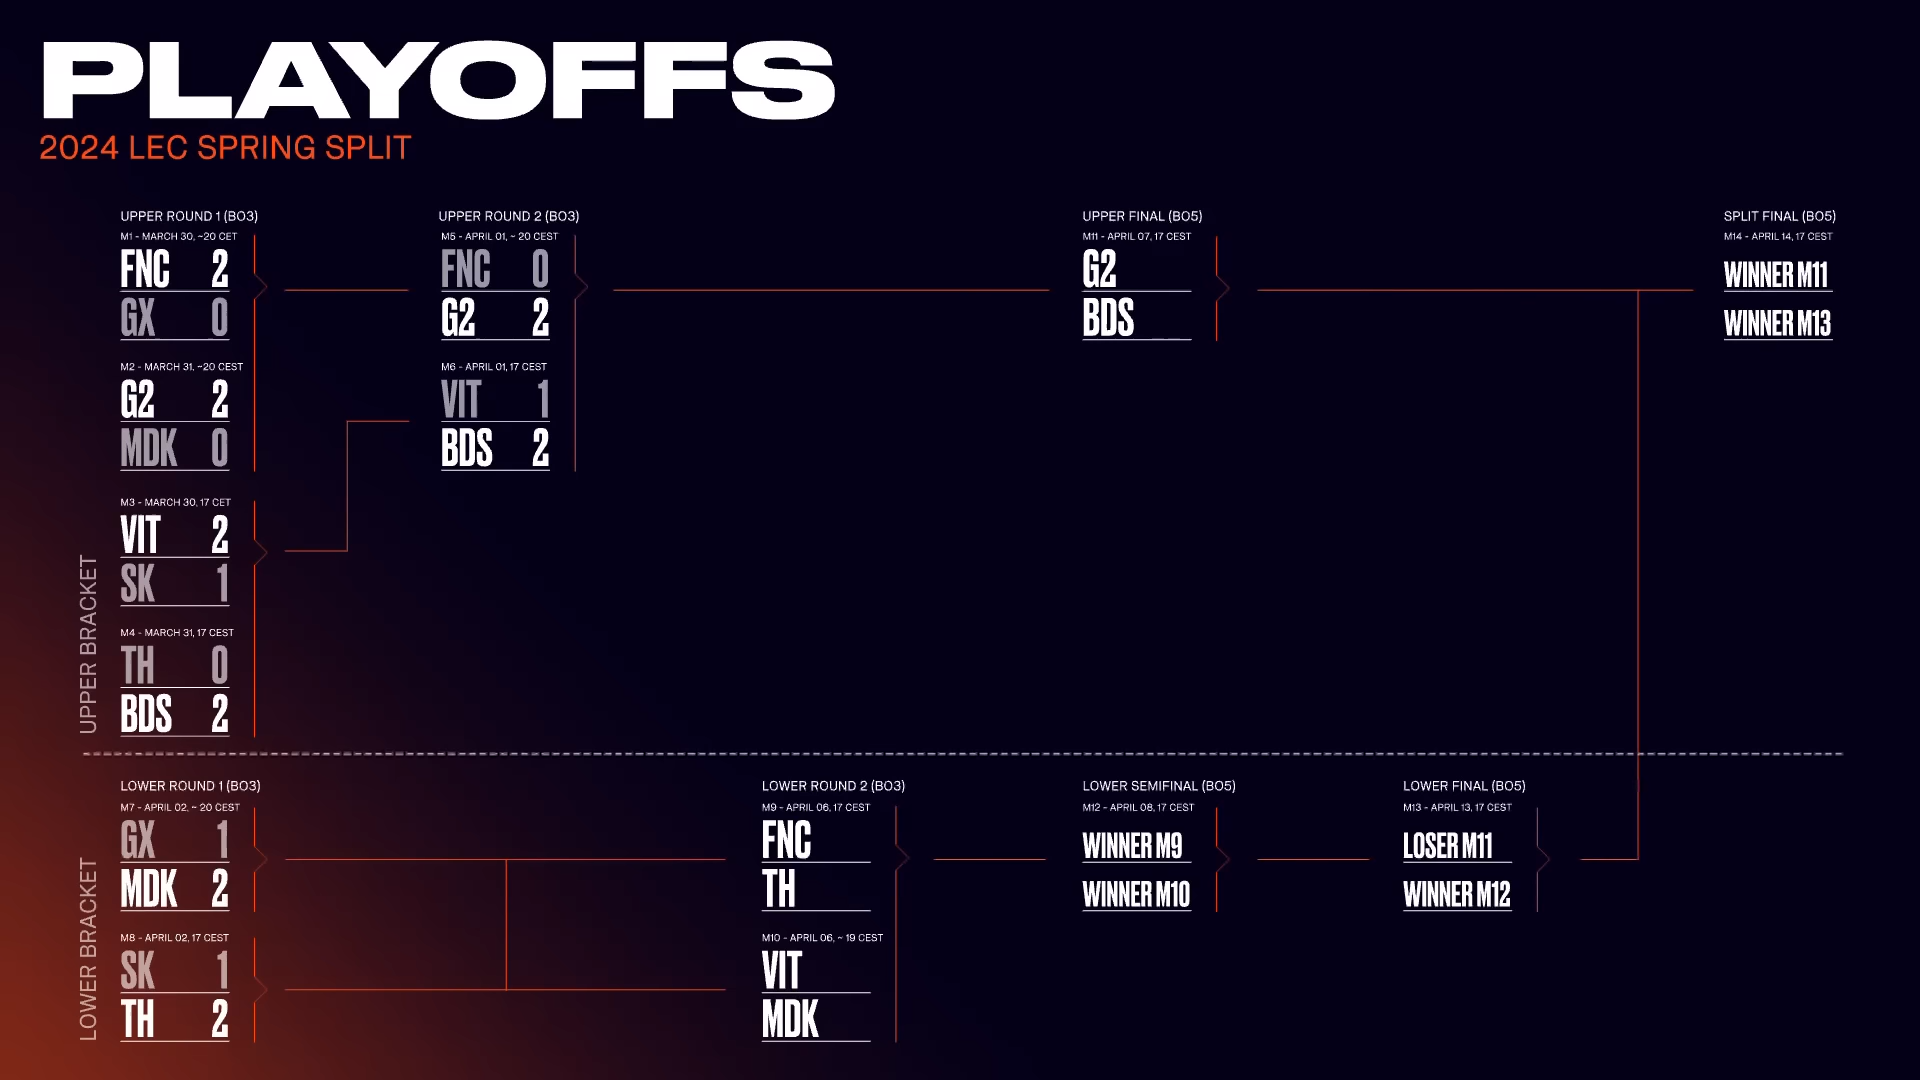 PLAYOFFS
2024 LEC SPRING SPLIT
UPPER BRACKET
UPPER ROUND 1 (BO3)
M1 - MARCH 30, ~20 CET
FNC 2
GX 0
M2 - MARCH 31, ~20 CEST
G2 2
MDK 0
M3 - MARCH 30, 17 CET
VIT 2
SK 1
M4 - MARCH 31, 17 CEST
TH 0
BDS 2
UPPER ROUND 2 (BO3)
M5 - APRIL 01, ~ 20 CEST
FNC 0
G2 2
M6 - APRIL 01, 17 CEST
VIT 1
BDS 2
UPPER FINAL (BO5)
M11 - APRIL 07, 17 CEST
G2
BDS
SPLIT FINAL (BO5)
M14 - APRIL 14, 17 CEST
WINNER M11
WINNER M13
LOWER BRACKET
LOWER ROUND 1 (BO3)
M7 - APRIL 02, ~ 20 CEST
GX 1
MDK 2
M8 - APRIL 02, 17 CEST
SK 1
TH 2
LOWER ROUND 2 (BO3)
M9 - APRIL 06, 17 CEST
FNC
TH
M10 - APRIL 06, ~ 19 CEST
VIT
MDK
LOWER SEMIFINAL (BO5)
M12 - APRIL 08, 17 CEST
WINNER M9
WINNER M10
LOWER FINAL (BO5)
M13 - APRIL 13, 17 CEST
LOSER M11
WINNER M12